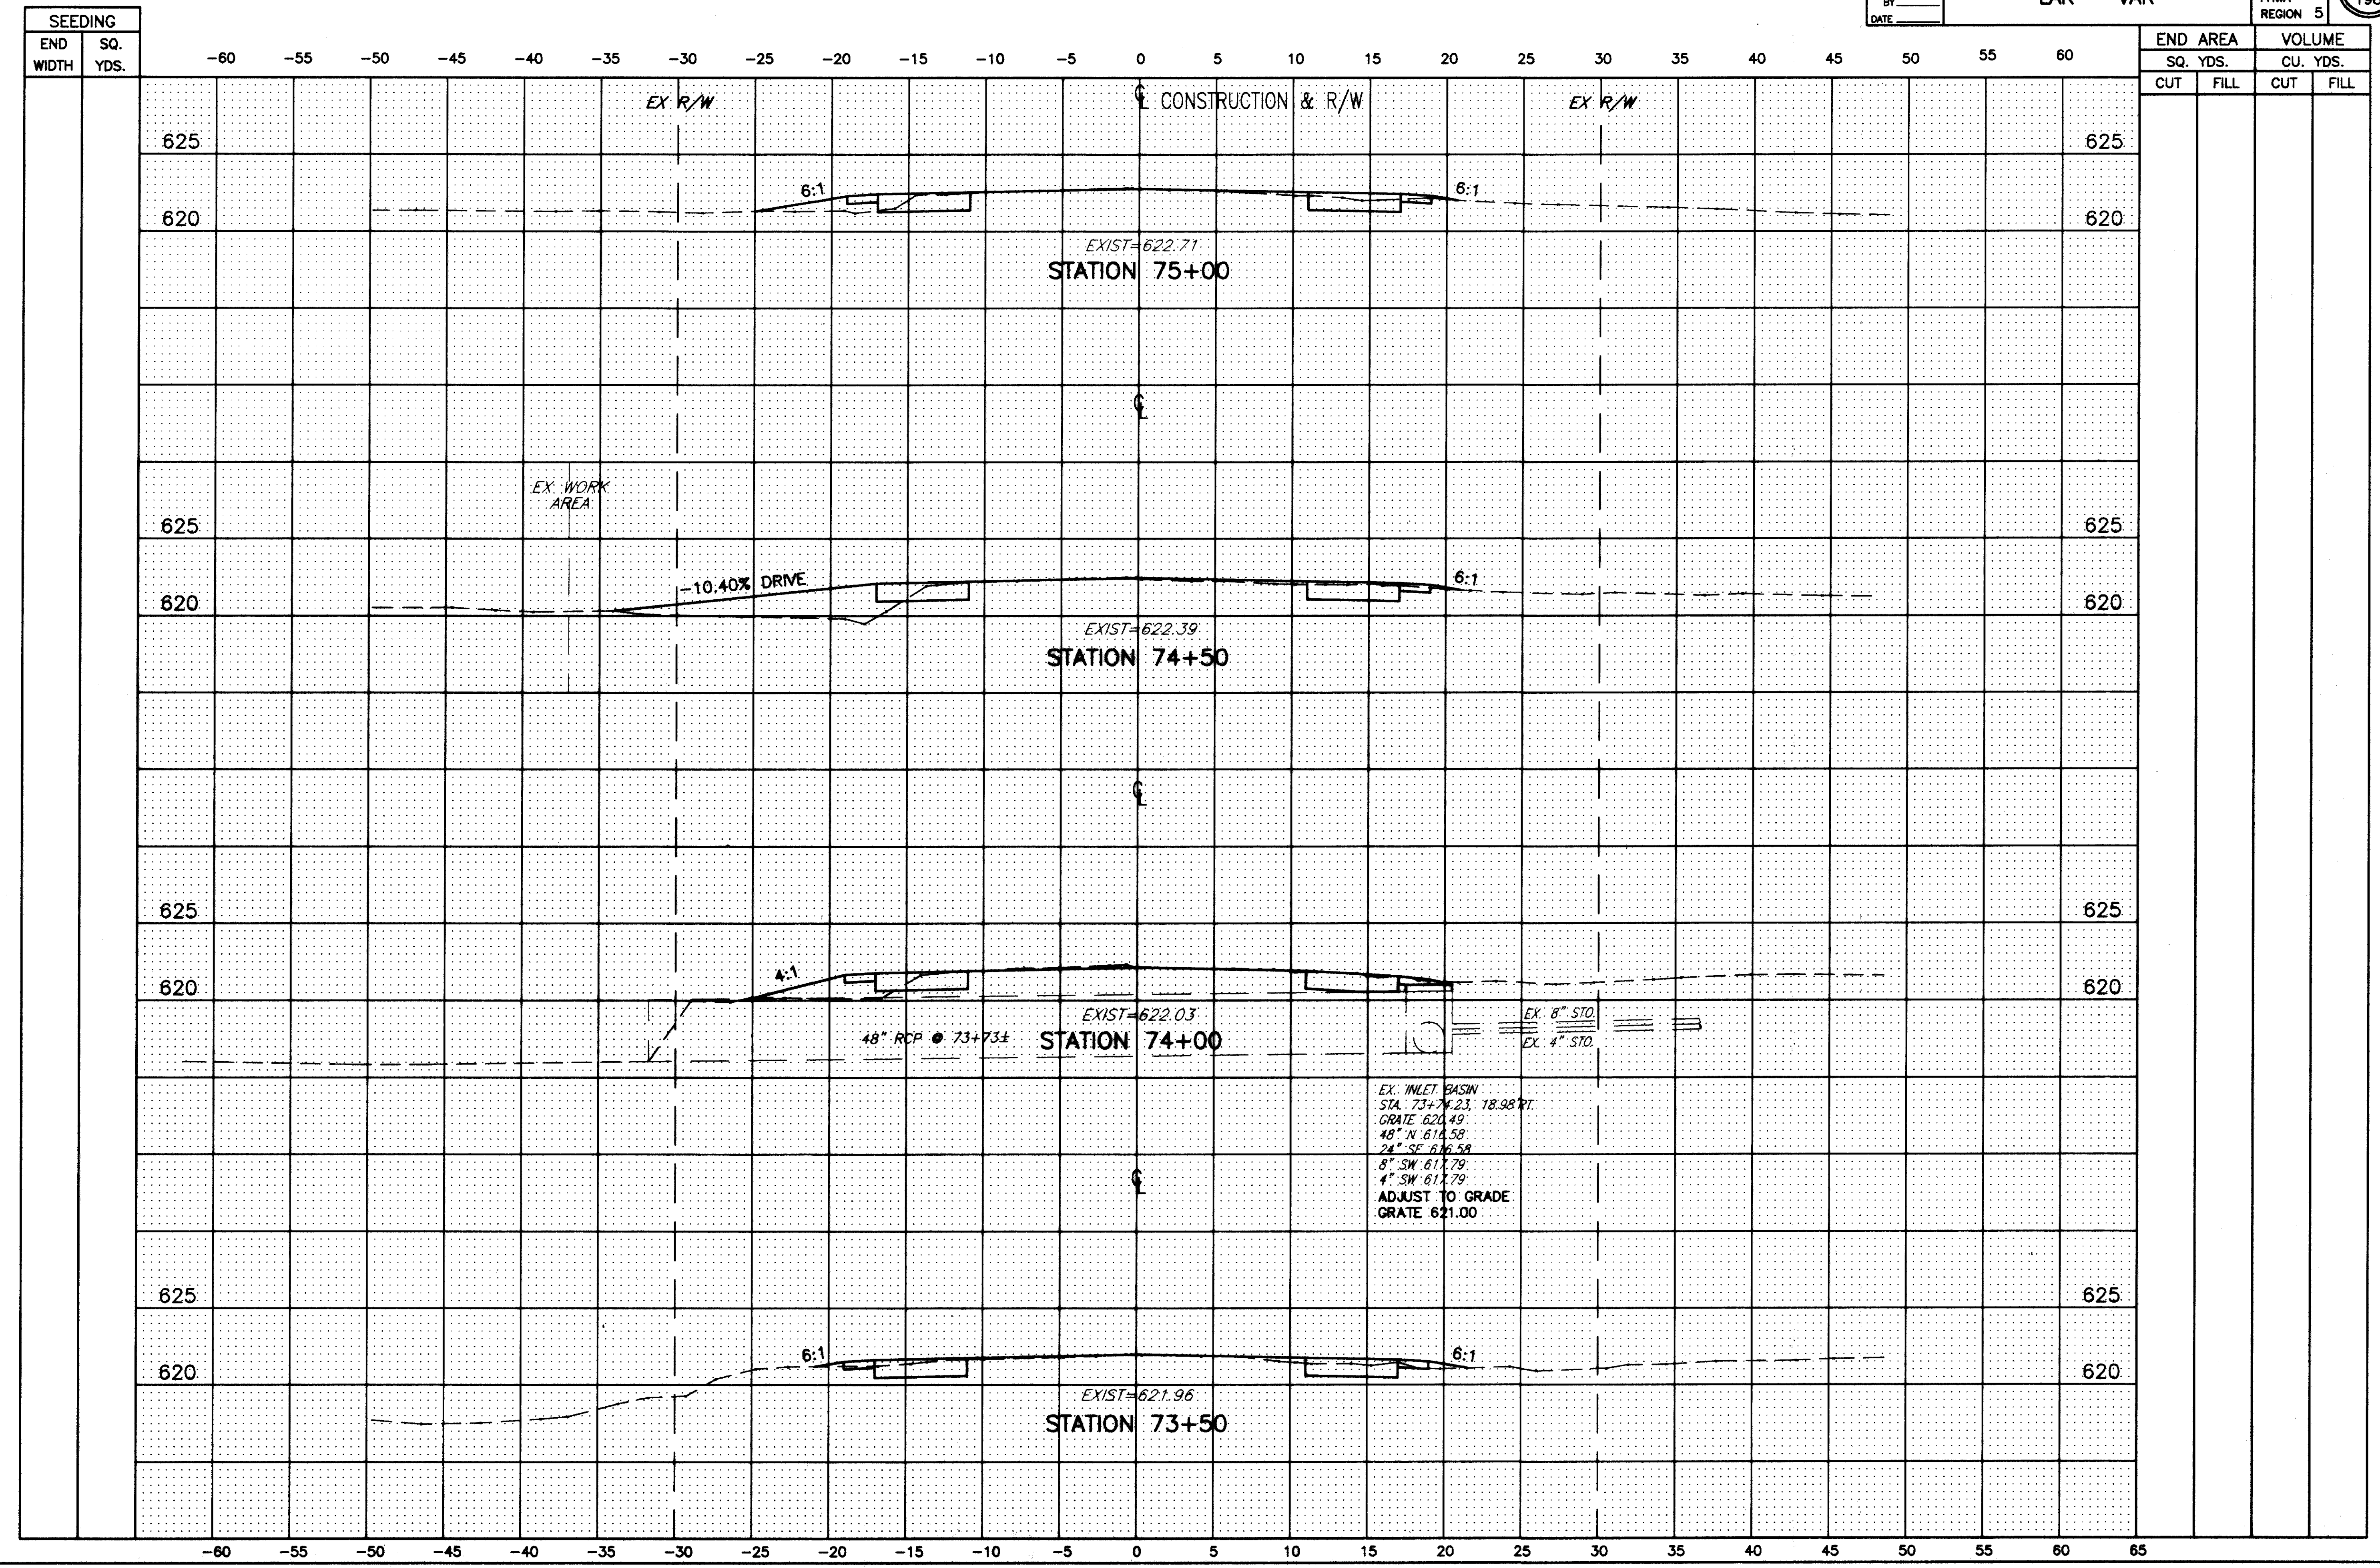 BY
DATE
REGION 5
SEEDING
END WIDTH
SQ. YDS.
END AREA
SQ. YDS.
CUT FILL
VOLUME
CU. YDS.
CUT FILL
-60 -55 -50 -45 -40 -35 -30 -25 -20 -15 -10 -5 0 5 10 15 20 25 30 35 40 45 50 55 60
EX R/W
℄ CONSTRUCTION & R/W
EX R/W
625 625
6:1 6:1
620 620
EXIST=622.71
STATION 75+00
℄
EX WORK
AREA
625 625
-10.40% DRIVE 6:1
620 620
EXIST=622.39
STATION 74+50
℄
625 625
4:1
620 620
EXIST=622.03
48" RCP @ 73+73±
STATION 74+00
EX. 8" STO.
EX. 4" STO.
EX. INLET BASIN
STA. 73+74.23, 18.98'RT.
GRATE 620.49
48" N 616.58
24" SE 616.58
8" SW 617.79
4" SW 617.79
ADJUST TO GRADE
GRATE 621.00
℄
625 625
6:1 6:1
620 620
EXIST=621.96
STATION 73+50
-60 -55 -50 -45 -40 -35 -30 -25 -20 -15 -10 -5 0 5 10 15 20 25 30 35 40 45 50 55 60 65